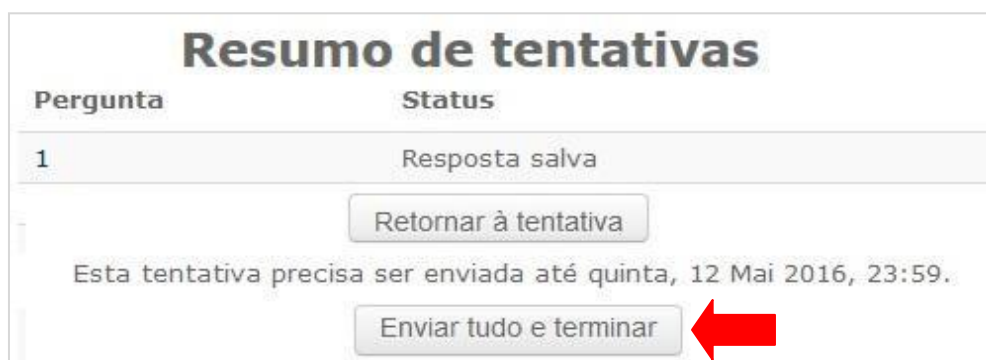 Resumo de tentativas
Pergunta Status
1 Resposta salva
Retornar à tentativa
Esta tentativa precisa ser enviada até quinta, 12 Mai 2016, 23:59.
Enviar tudo e terminar